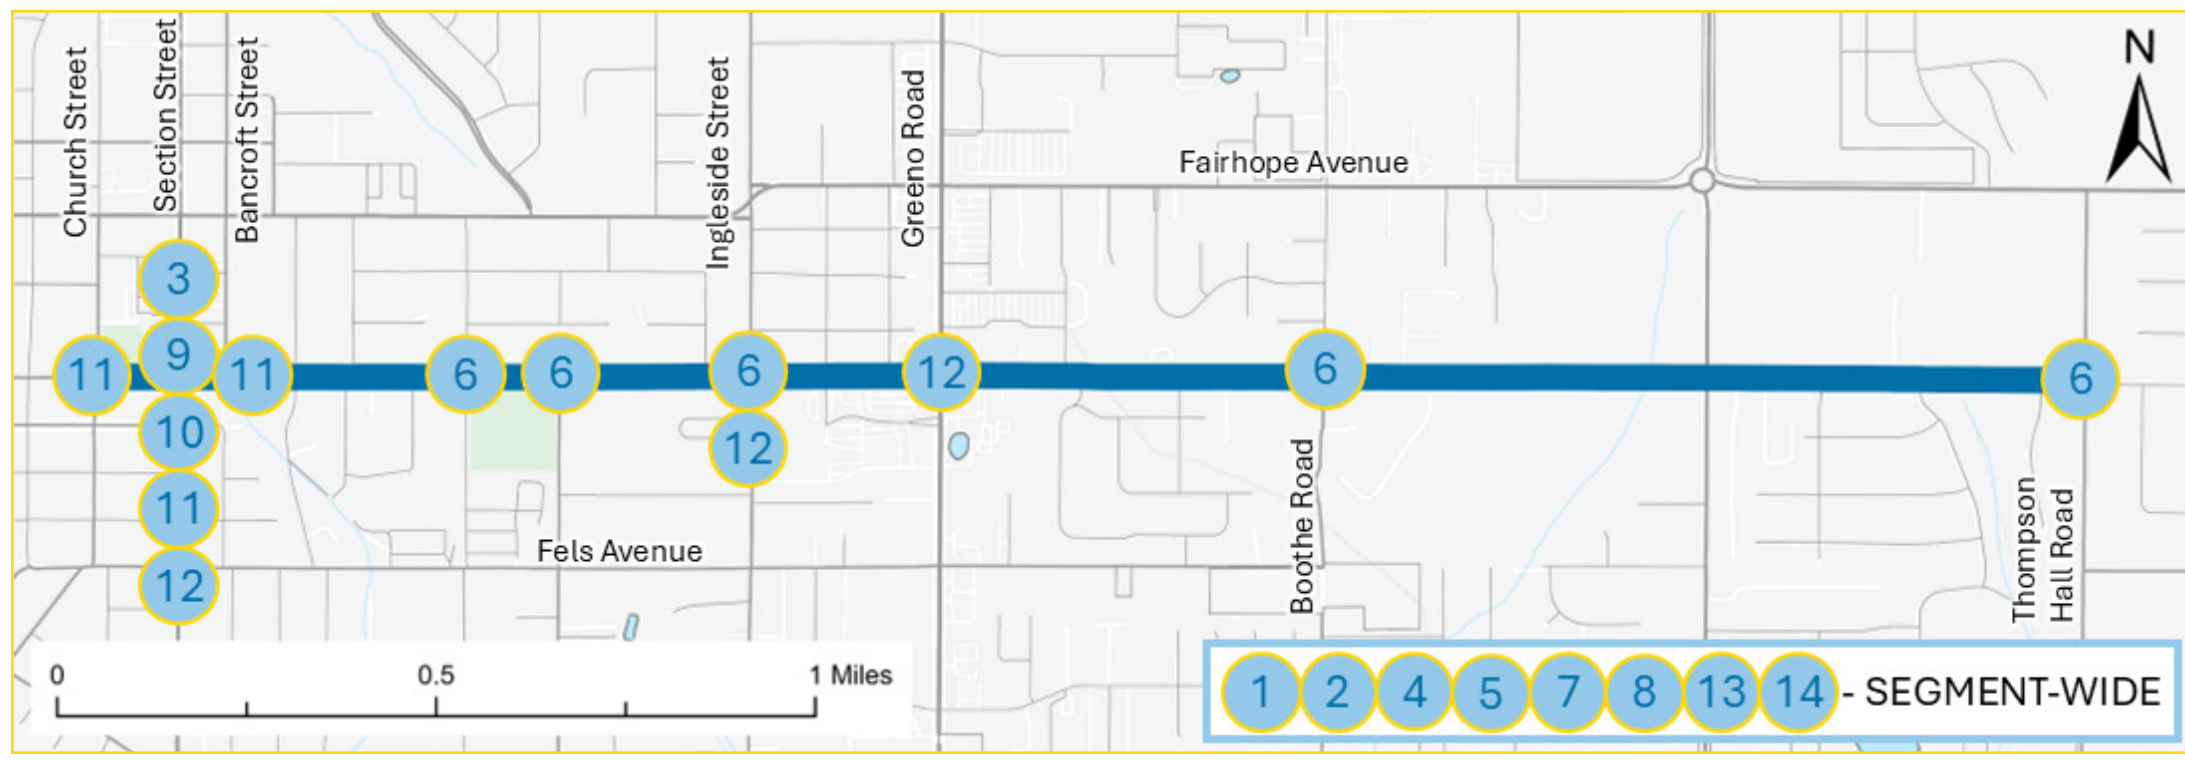 Church Street
Section Street
Bancroft Street
Ingleside Street
Greeno Road
Fairhope Avenue
N
3
11
9
11
6
6
6
12
6
6
10
12
11
12
Fels Avenue
Boothe Road
Thompson
Hall Road
0
0.5
1 Miles
1 2 4 5 7 8 13 14 - SEGMENT-WIDE